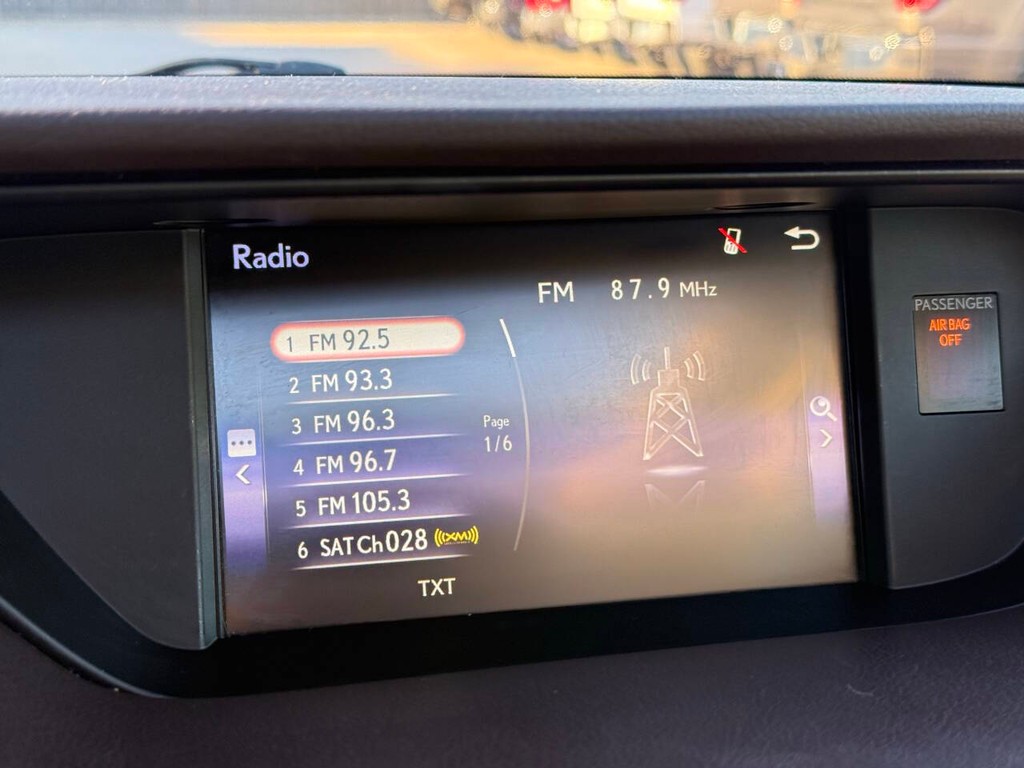 Radio
FM 87.9 MHz
PASSENGER
AIR BAG
OFF
1 FM 92.5
2 FM 93.3
3 FM 96.3
4 FM 96.7
5 FM 105.3
6 SAT Ch 028 ((XM))
Page
1/6
TXT